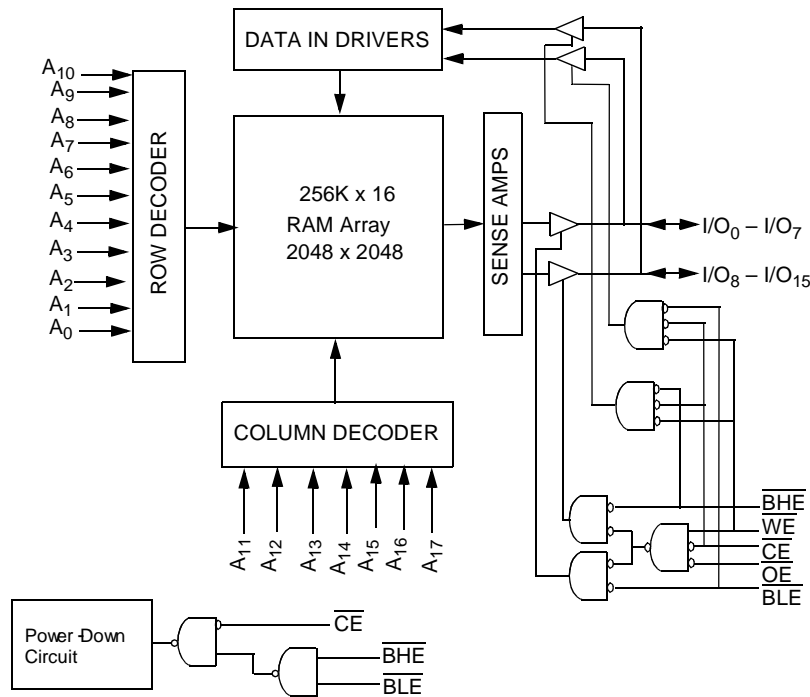 DATA IN DRIVERS
A10
A9
A8
A7
A6
A5
A4
A3
A2
A1
A0
ROW DECODER
256K x 16
RAM Array
2048 x 2048
SENSE AMPS
I/O0 – I/O7
I/O8 – I/O15
COLUMN DECODER
A11
A12
A13
A14
A15
A16
A17
BHE
WE
CE
OE
BLE
Power-Down
Circuit
CE
BHE
BLE